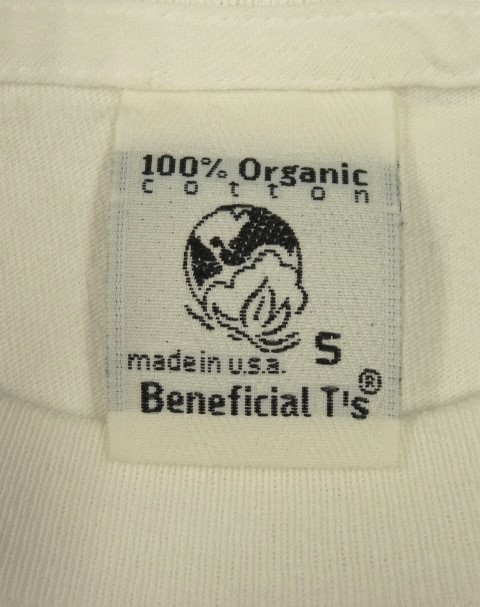 100% Organic
cotton
S
made in u.s.a.
Beneficial T's®